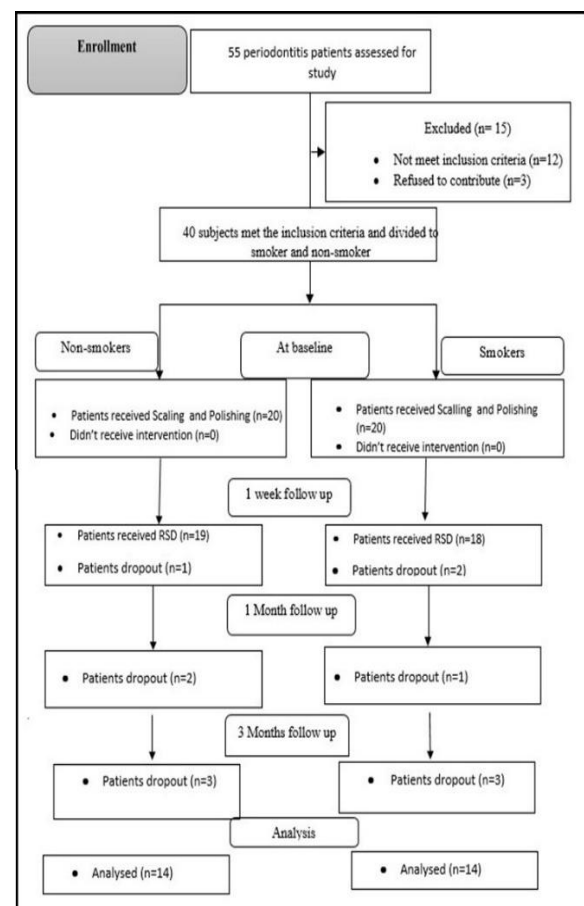 Enrollment
55 periodontitis patients assessed for
study
Excluded (n= 15)
• Not meet inclusion criteria (n=12)
• Refused to contribute (n=3)
40 subjects met the inclusion criteria and divided to
smoker and non-smoker
Non-smokers
At baseline
Smokers
• Patients received Scaling and Polishing (n=20)
• Didn't receive intervention (n=0)
• Patients received Scalling and Polishing
(n=20)
• Didn't receive intervention (n=0)
1 week follow up
• Patients received RSD (n=19)
• Patients dropout (n=1)
• Patients received RSD (n=18)
• Patients dropout (n=2)
1 Month follow up
• Patients dropout (n=2)
• Patients dropout (n=1)
3 Months follow up
• Patients dropout (n=3)
• Patients dropout (n=3)
Analysis
• Analysed (n=14)
• Analysed (n=14)